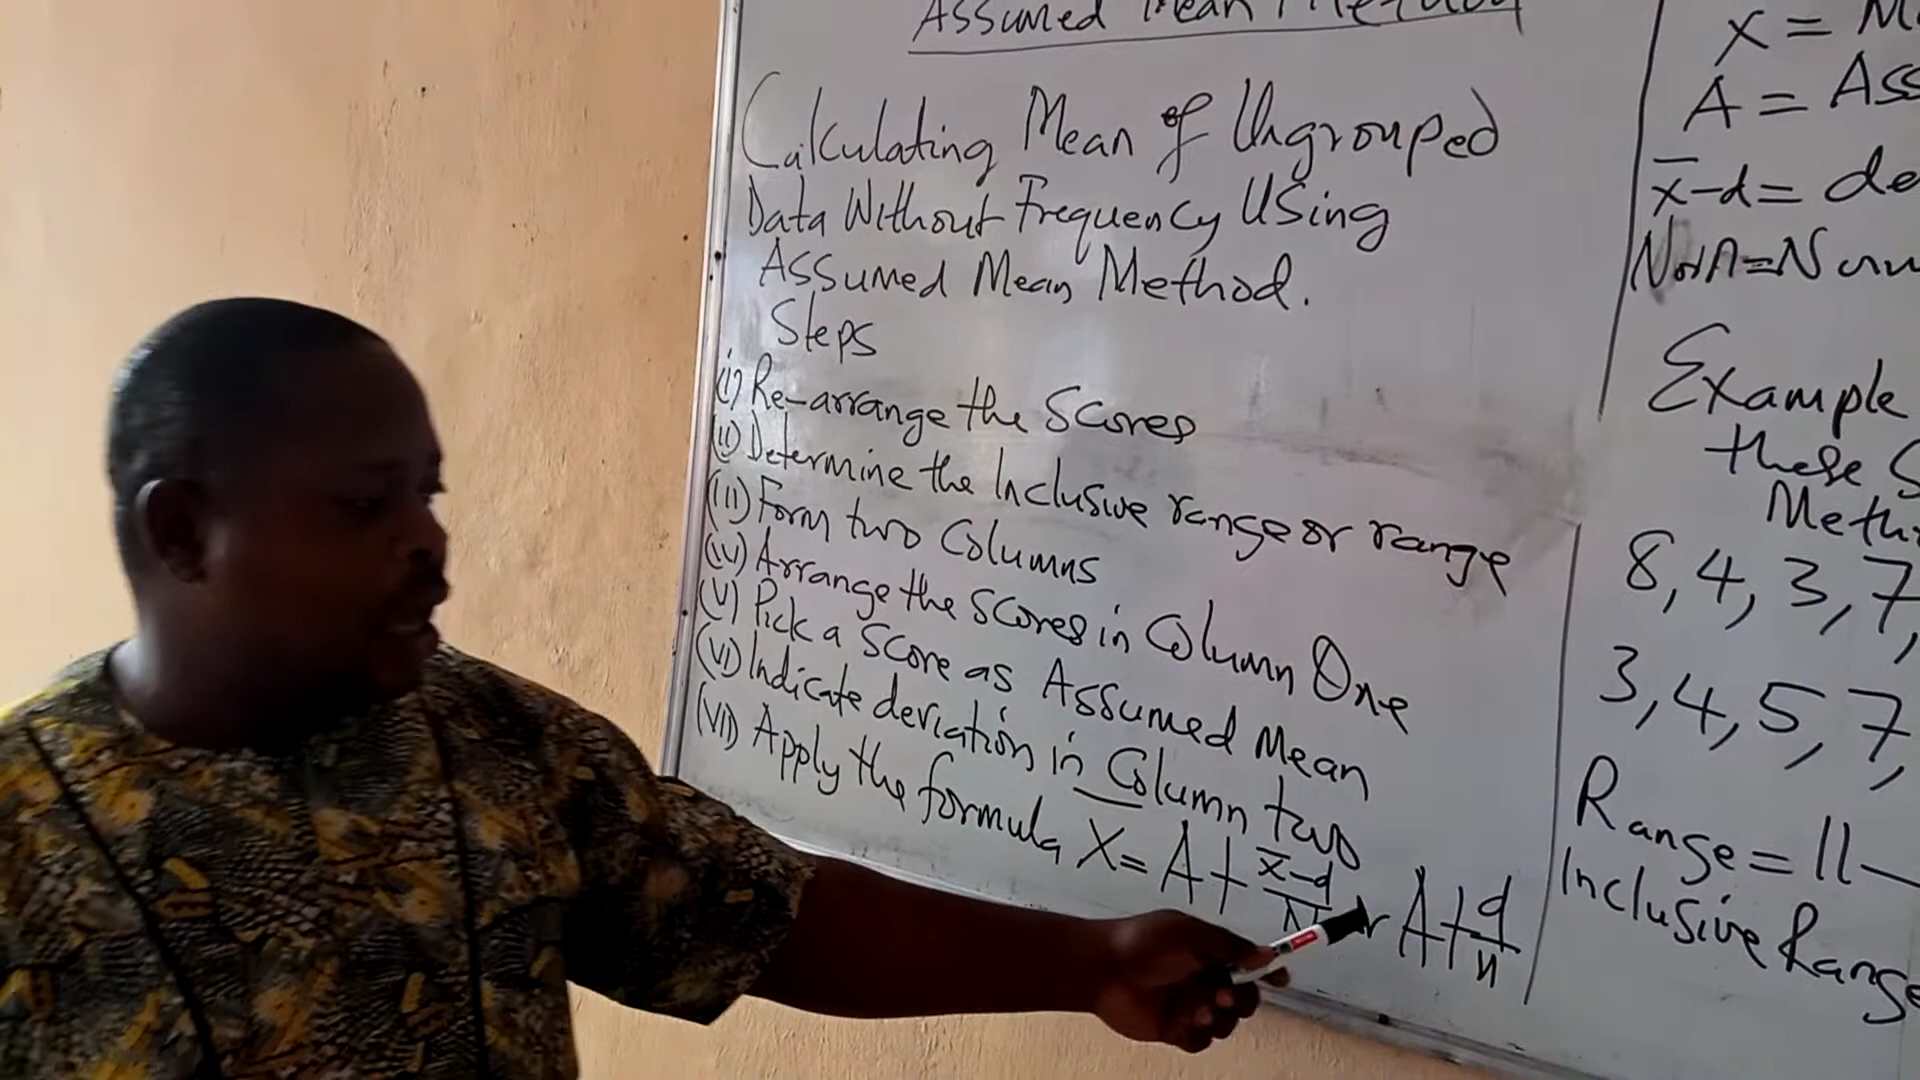 Assumed Mean Method
Calculating Mean of Ungrouped
Data Without Frequency Using
Assumed Mean Method.
Steps
(i) Re-arrange the Scores
(ii) Determine the Inclusive range or range
(iii) Form two Columns
(iv) Arrange the Scores in Column One
(v) Pick a Score as Assumed Mean
(vi) Indicate deviation in Column two
(vii) Apply the formula X̄ = A + x̄-d/N or A + d/n
x =
A = Ass
x̄-d = de
N or n = Num
Example
these S
Meth
8, 4, 3, 7,
3, 4, 5, 7,
Range = 11 -
Inclusive Range